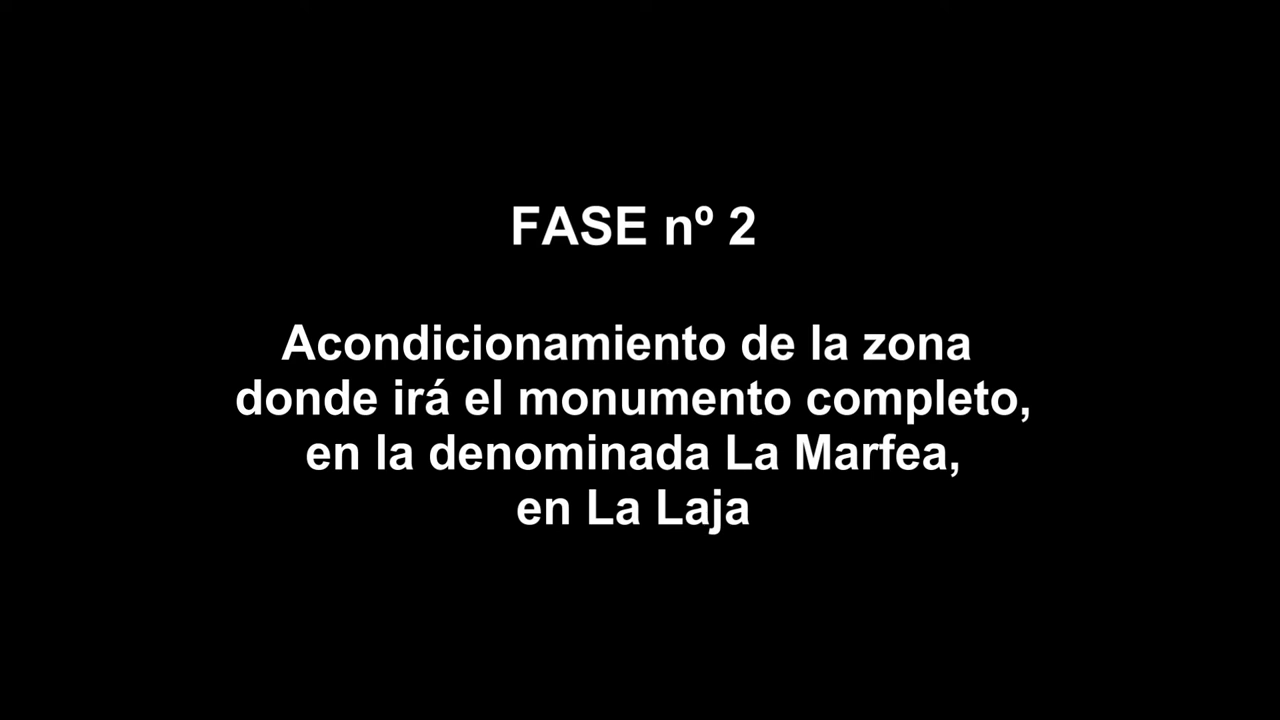 FASE nº 2
Acondicionamiento de la zona
donde irá el monumento completo,
en la denominada La Marfea,
en La Laja